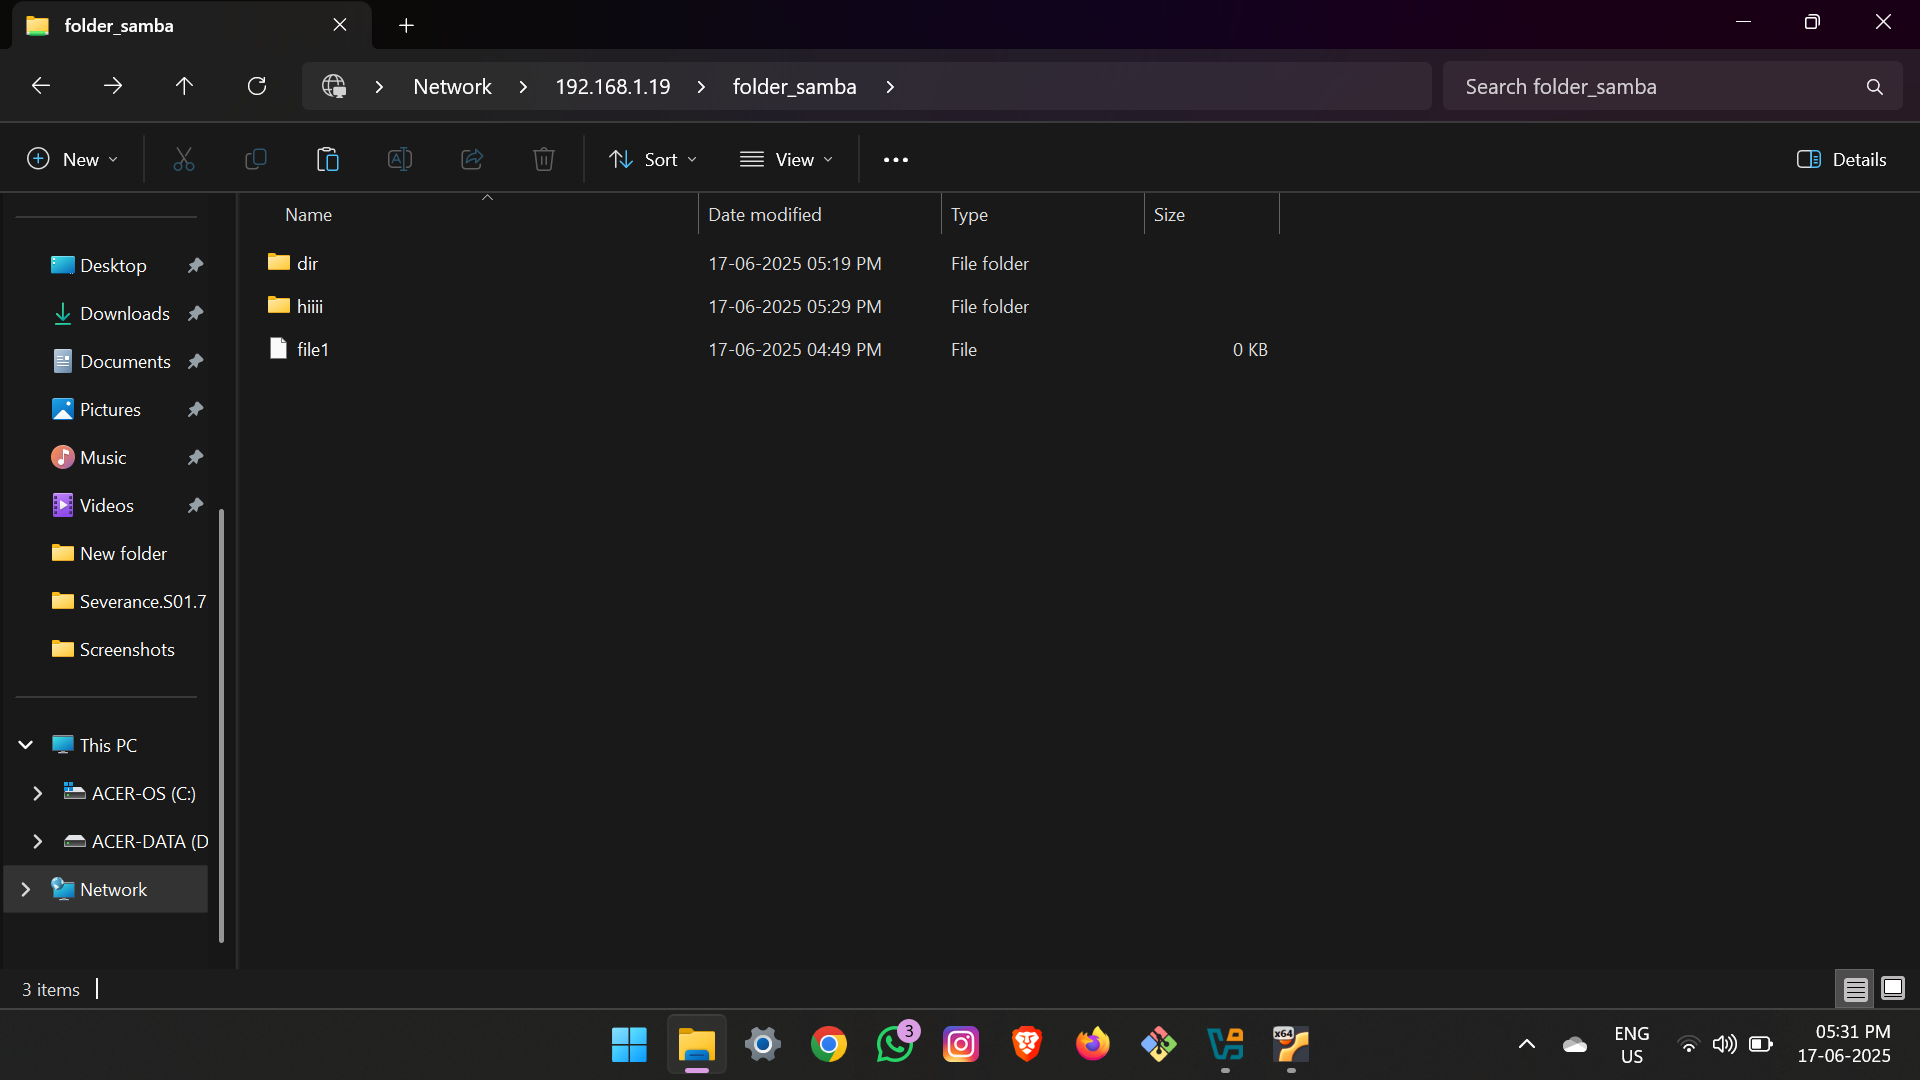 folder_samba
Network
192.168.1.19
folder_samba
Search folder_samba
New
Sort
View
Details
Name
Date modified
Type
Size
dir
17-06-2025 05:19 PM
File folder
hiiii
17-06-2025 05:29 PM
File folder
file1
17-06-2025 04:49 PM
File
0 KB
Desktop
Downloads
Documents
Pictures
Music
Videos
New folder
Severance.S01.7
Screenshots
This PC
ACER-OS (C:)
ACER-DATA (D
Network
3 items
3
x64
ENG
US
05:31 PM
17-06-2025